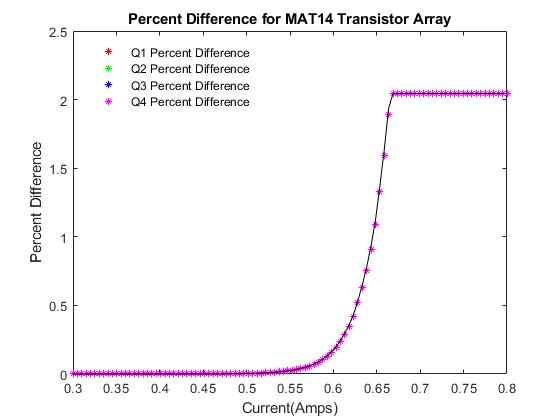 Percent Difference for MAT14 Transistor Array
2.5
Q1 Percent Difference
Q2 Percent Difference
Q3 Percent Difference
Q4 Percent Difference
2
1.5
Percent Difference
1
0.5
0
0.3 0.35 0.4 0.45 0.5 0.55 0.6 0.65 0.7 0.75 0.8
Current(Amps)